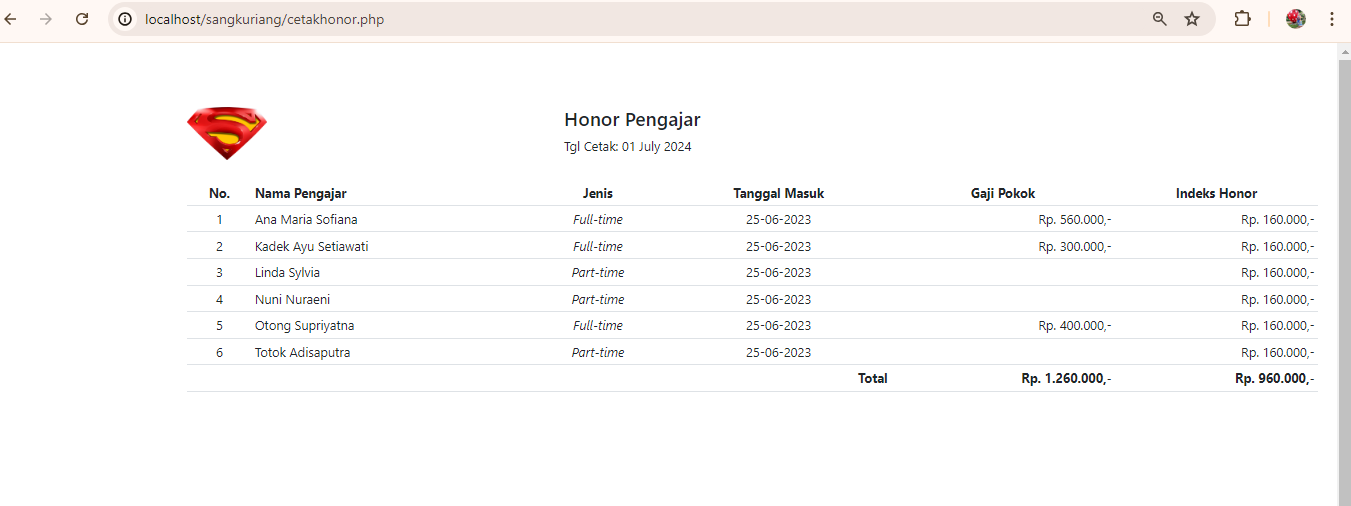 localhost/sangkuriang/cetakhonor.php
Honor Pengajar
Tgl Cetak: 01 July 2024
No. Nama Pengajar Jenis Tanggal Masuk Gaji Pokok Indeks Honor
1 Ana Maria Sofiana Full-time 25-06-2023 Rp. 560.000,- Rp. 160.000,-
2 Kadek Ayu Setiawati Full-time 25-06-2023 Rp. 300.000,- Rp. 160.000,-
3 Linda Sylvia Part-time 25-06-2023 Rp. 160.000,-
4 Nuni Nuraeni Part-time 25-06-2023 Rp. 160.000,-
5 Otong Supriyatna Full-time 25-06-2023 Rp. 400.000,- Rp. 160.000,-
6 Totok Adisaputra Part-time 25-06-2023 Rp. 160.000,-
Total Rp. 1.260.000,- Rp. 960.000,-